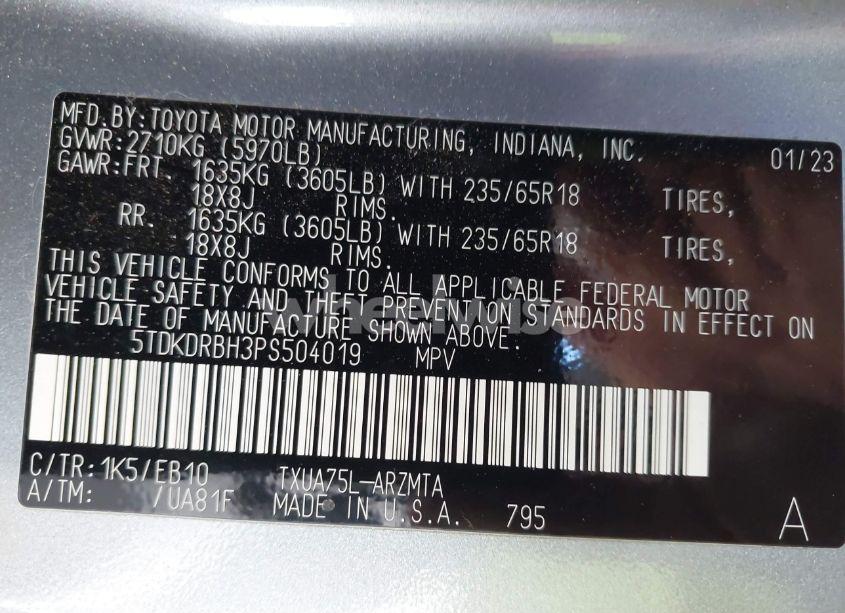 MFD.BY:TOYOTA MOTOR MANUFACTURING, INDIANA, INC. 01/23
GVWR:2710KG (5970LB)
GAWR:FRT. 1635KG (3605LB) WITH 235/65R18 TIRES,
18X8J RIMS.
RR. 1635KG (3605LB) WITH 235/65R18 TIRES,
18X8J RIMS.
THIS VEHICLE CONFORMS TO ALL APPLICABLE FEDERAL MOTOR
VEHICLE SAFETY AND THEFT PREVENTION STANDARDS IN EFFECT ON
THE DATE OF MANUFACTURE SHOWN ABOVE.
5TDKDRBH3PS504019 MPV
C/TR:1K5/EB10 TXUA75L-ARZMTA
A/TM: /UA81F MADE IN U.S.A. 795 A
wheelwise